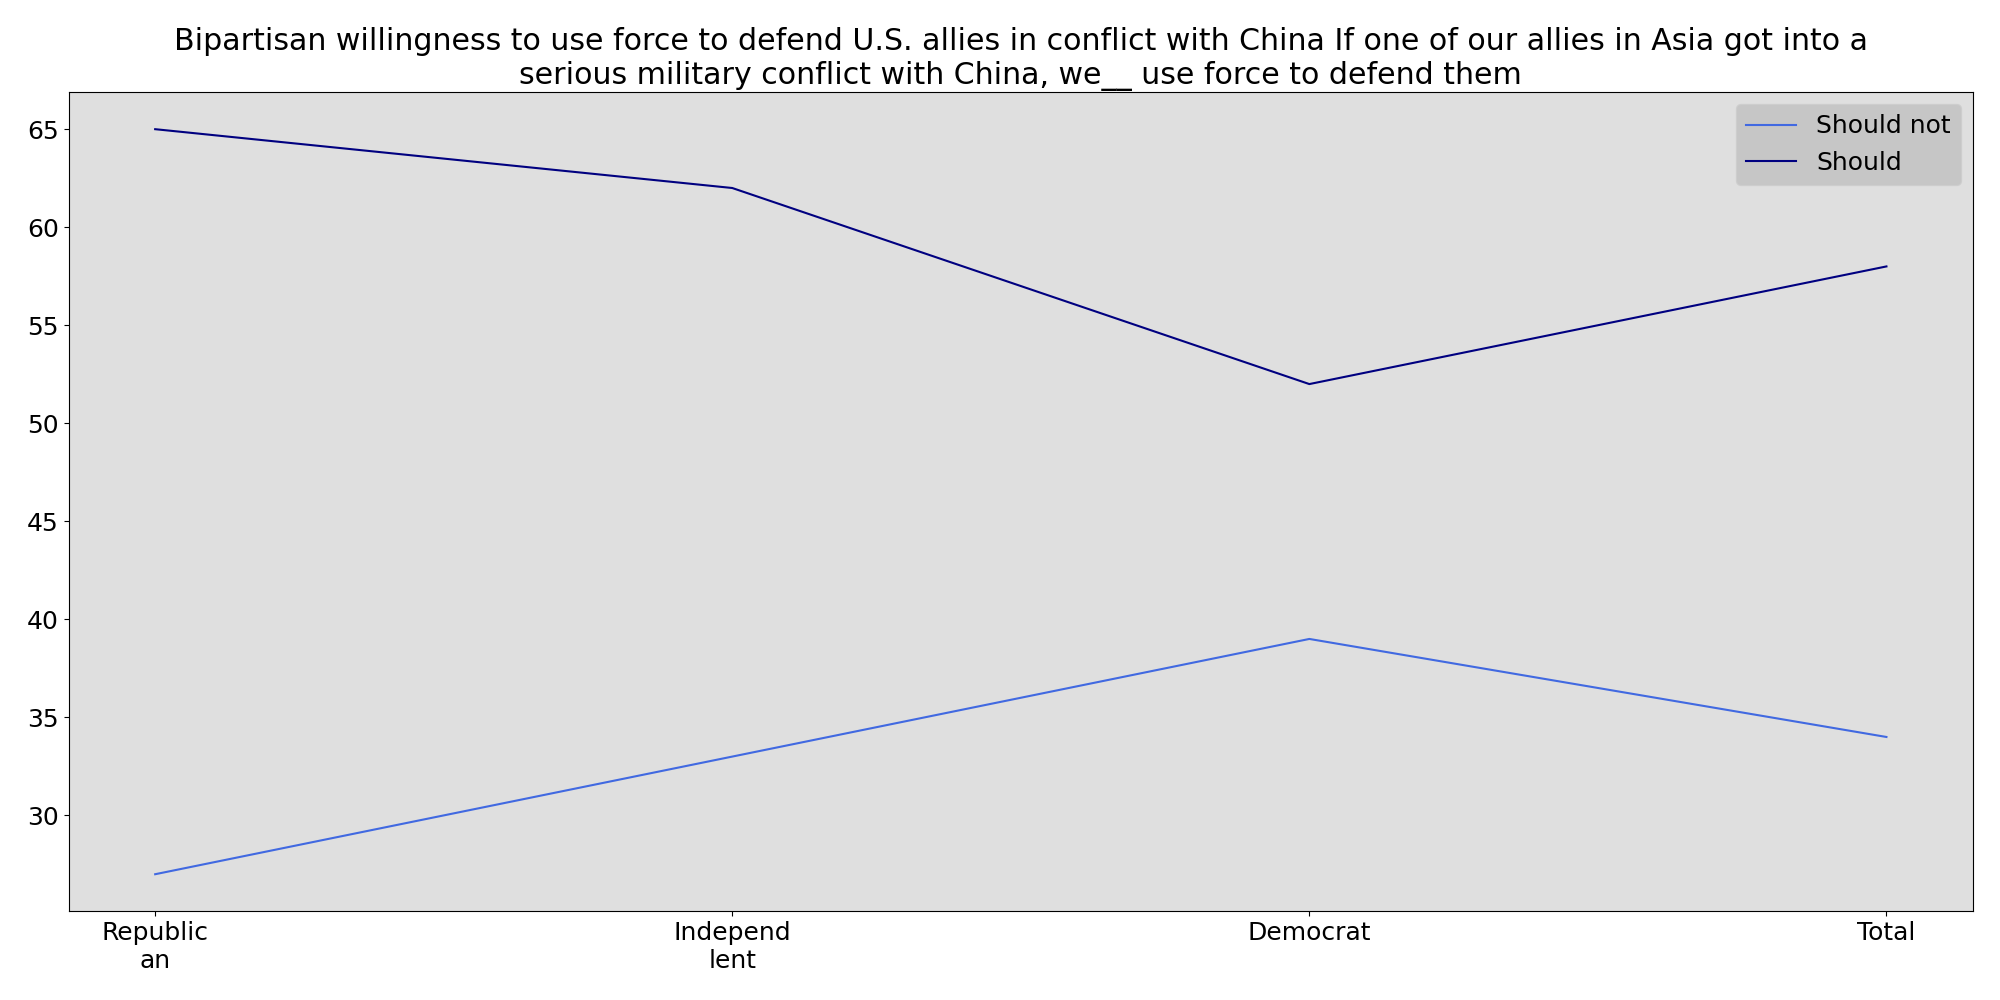 Bipartisan willingness to use force to defend U.S. allies in conflict with China If one of our allies in Asia got into a
serious military conflict with China, we__ use force to defend them
Should not
Should
65
60
55
50
45
40
35
30
Republic
an
Independ
lent
Democrat
Total